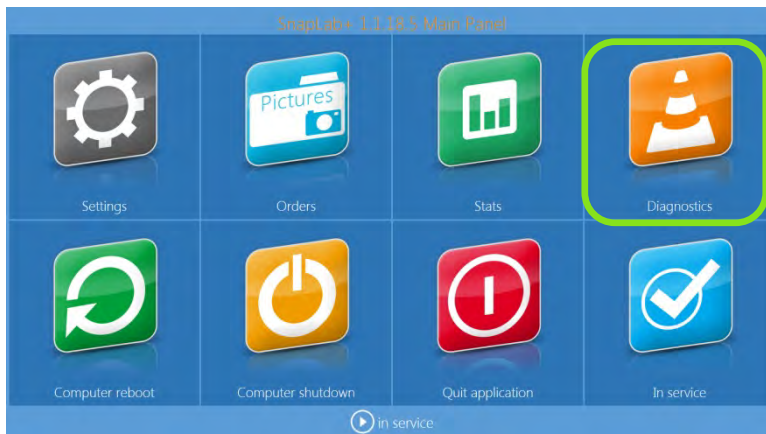 SnapLab+ 1.1.18.5 Main Panel
Pictures
Settings
Orders
Stats
Diagnostics
Computer reboot
Computer shutdown
Quit application
In service
in service